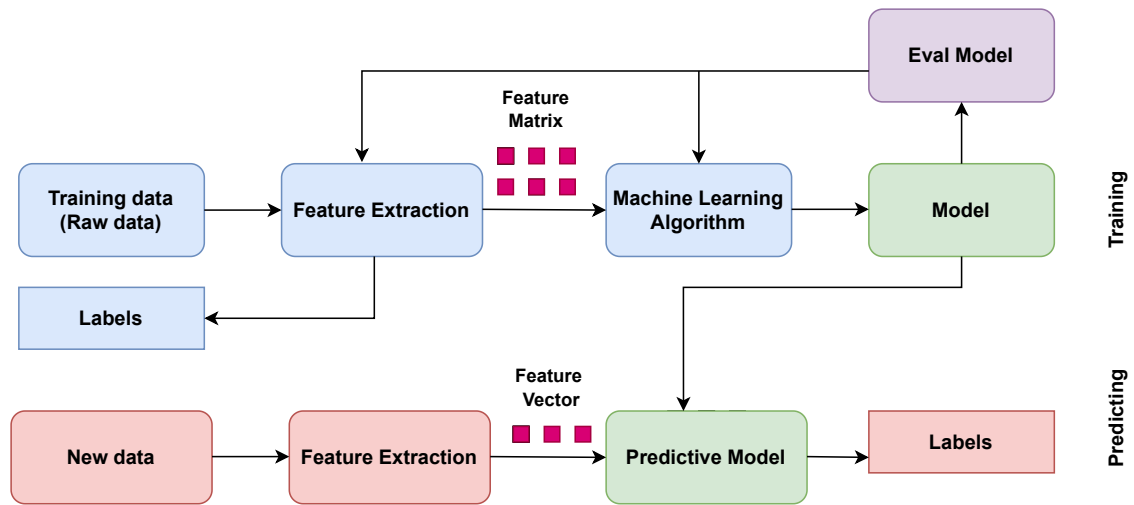 Eval Model
Feature
Matrix
Training data
(Raw data)
Feature Extraction
Machine Learning
Algorithm
Model
Training
Labels
Feature
Vector
New data
Feature Extraction
Predictive Model
Labels
Predicting